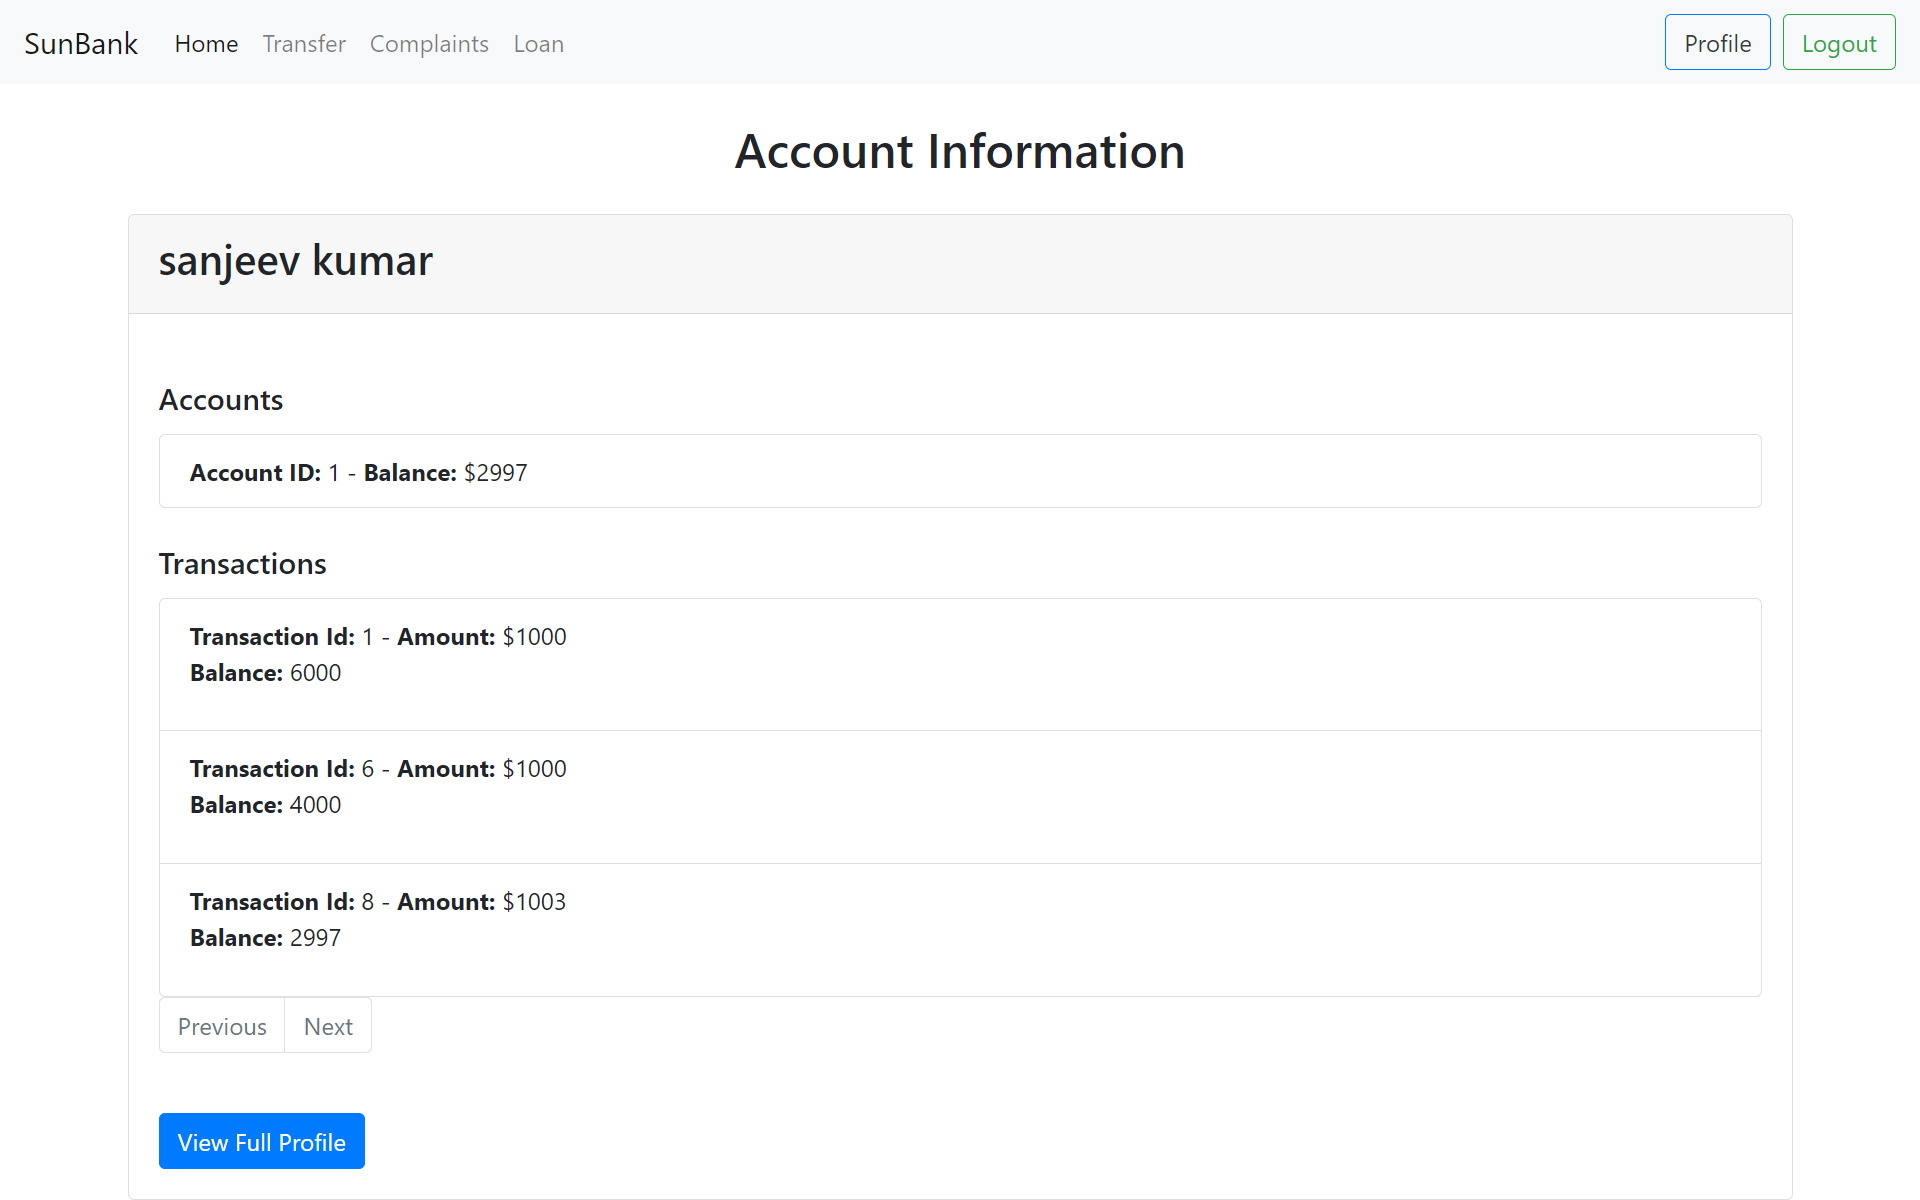 SunBank Home Transfer Complaints Loan Profile Logout
Account Information
sanjeev kumar
Accounts
Account ID: 1 - Balance: $2997
Transactions
Transaction Id: 1 - Amount: $1000
Balance: 6000
Transaction Id: 6 - Amount: $1000
Balance: 4000
Transaction Id: 8 - Amount: $1003
Balance: 2997
Previous Next
View Full Profile